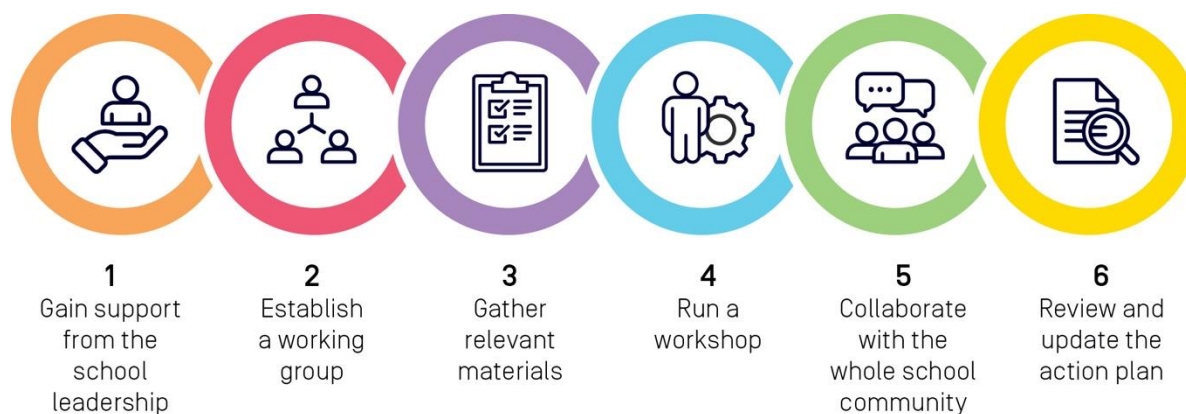 1
Gain support
from the
school
leadership
2
Establish
a working
group
3
Gather
relevant
materials
4
Run a
workshop
5
Collaborate
with the
whole school
community
6
Review and
update the
action plan